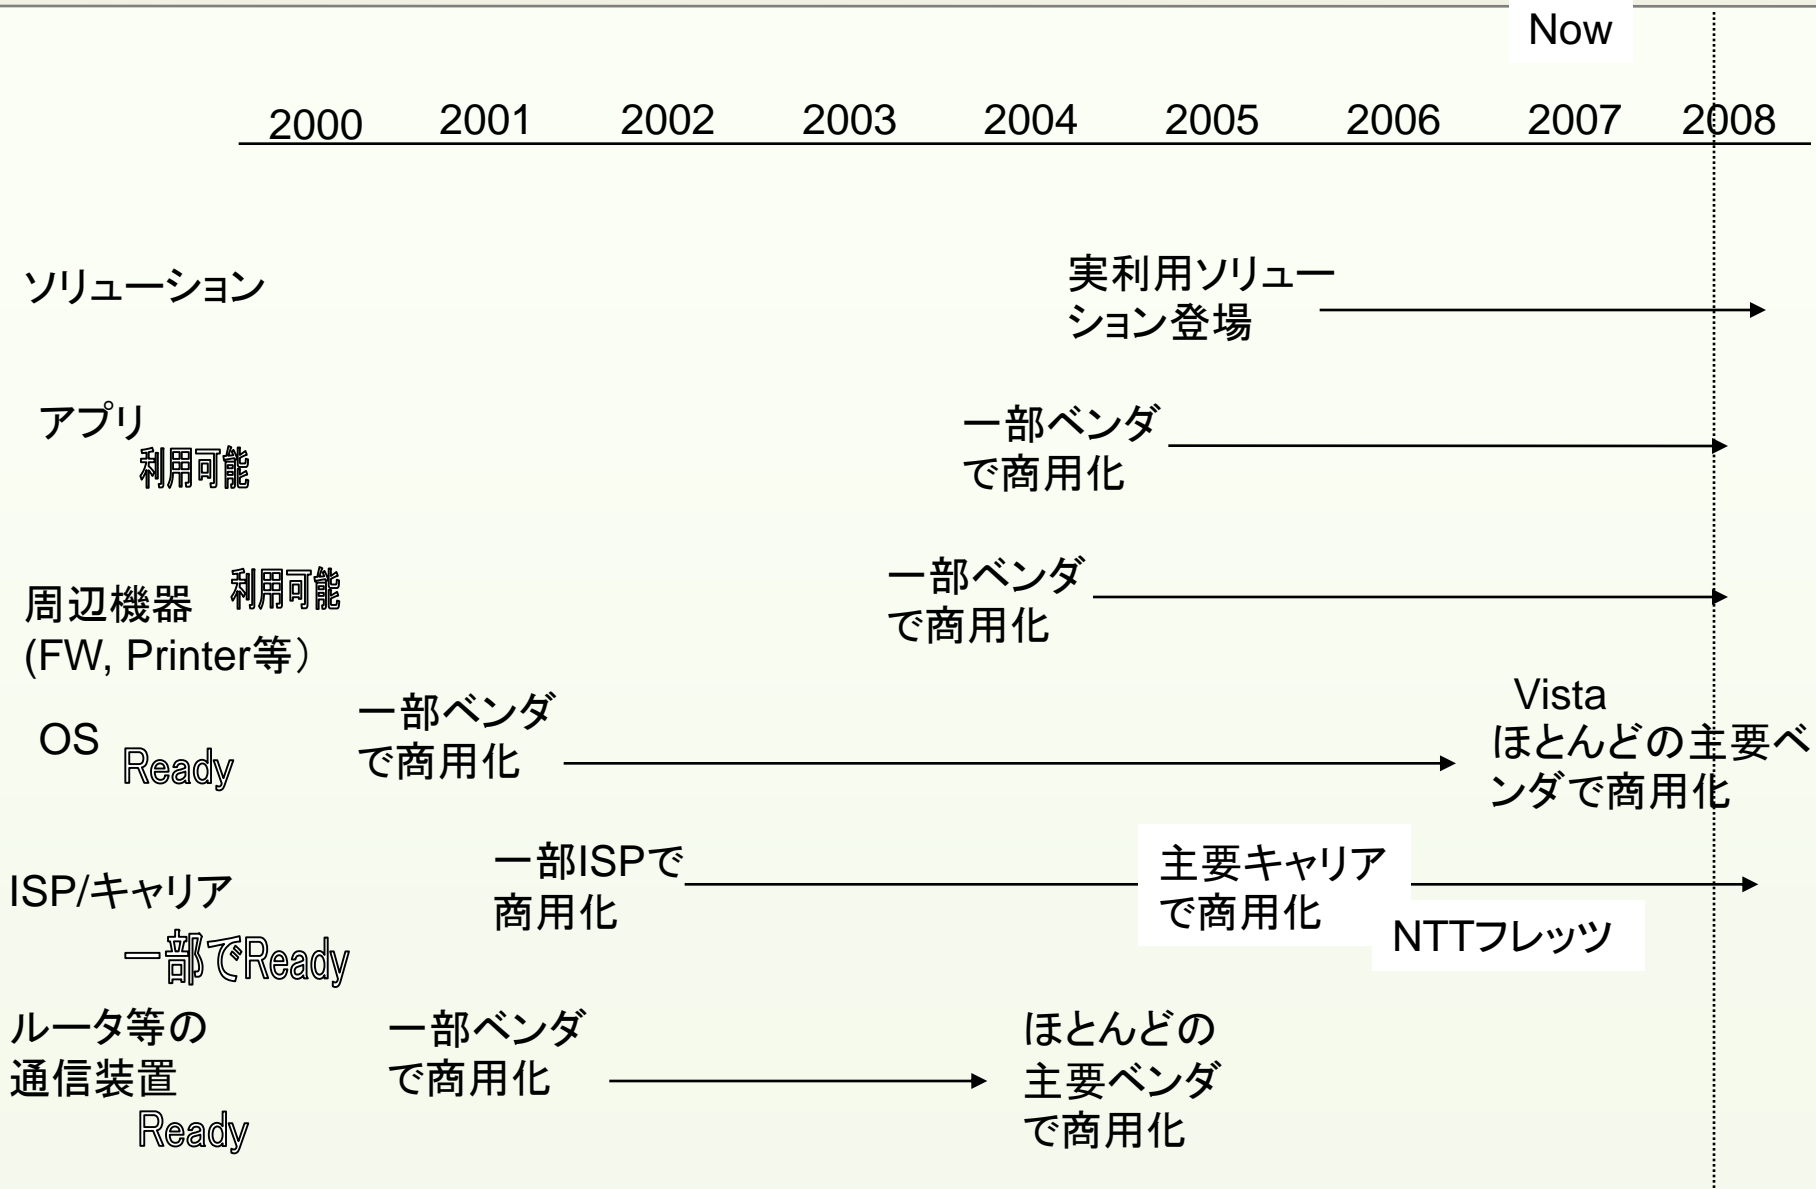 Now
2000 2001 2002 2003 2004 2005 2006 2007 2008
ソリューション
実利用ソリュー
ション登場
アプリ
利用可能
一部ベンダ
で商用化
周辺機器
(FW, Printer等）
利用可能
一部ベンダ
で商用化
OS
Ready
一部ベンダ
で商用化
Vista
ほとんどの主要ベ
ンダで商用化
ISP/キャリア
一部でReady
一部ISPで
商用化
主要キャリア
で商用化
NTTフレッツ
ルータ等の
通信装置
Ready
一部ベンダ
で商用化
ほとんどの
主要ベンダ
で商用化